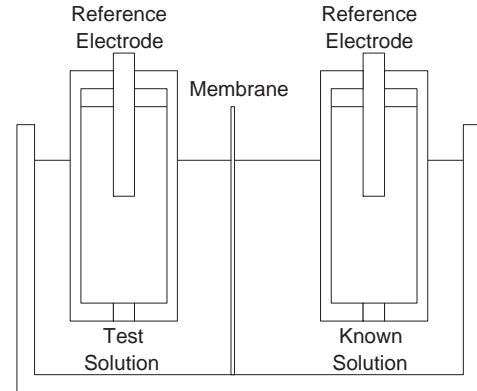 Reference
Electrode
Reference
Electrode
Membrane
Test
Solution
Known
Solution